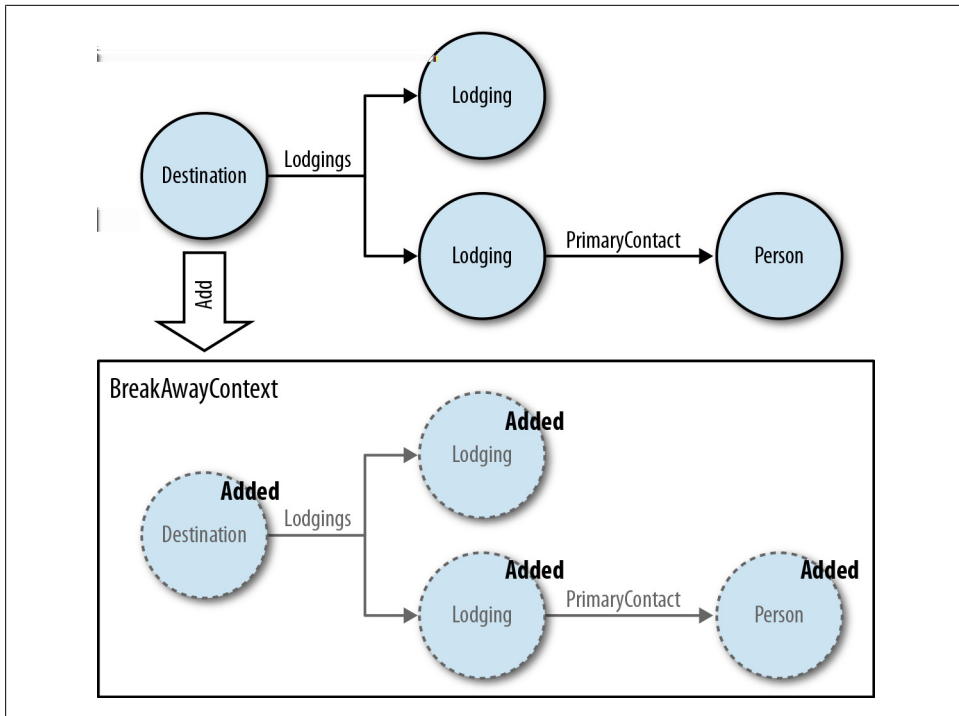 Lodging
Lodgings
Destination
Lodging
PrimaryContact
Person
Add
BreakAwayContext
Added
Lodging
Added
Lodgings
Destination
Added
Added
PrimaryContact
Lodging
Person